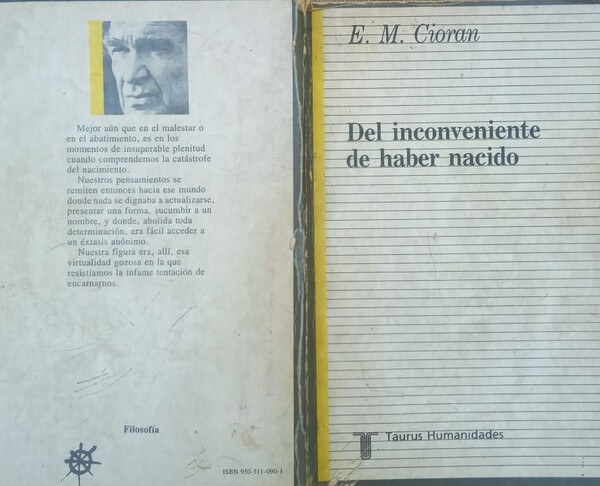 Mejor aún que en el malestar o
en el abatimiento, es en los
momentos de insuperable plenitud
cuando comprendemos la catástrofe
del nacimiento.
Nuestros pensamientos se
remiten entonces hacia ese mundo
donde nada se dignaba a actualizarse,
presentar una forma, sucumbir a un
nombre, y donde, abolida toda
determinación, era fácil acceder a
un éxtasis anónimo.
Nuestra figura era, allí, esa
virtualidad gozosa en la que
resistíamos la infame tentación de
encarnarnos.
Filosofía
ISBN 950-511-090-1
E. M. Cioran
Del inconveniente
de haber nacido
Taurus Humanidades